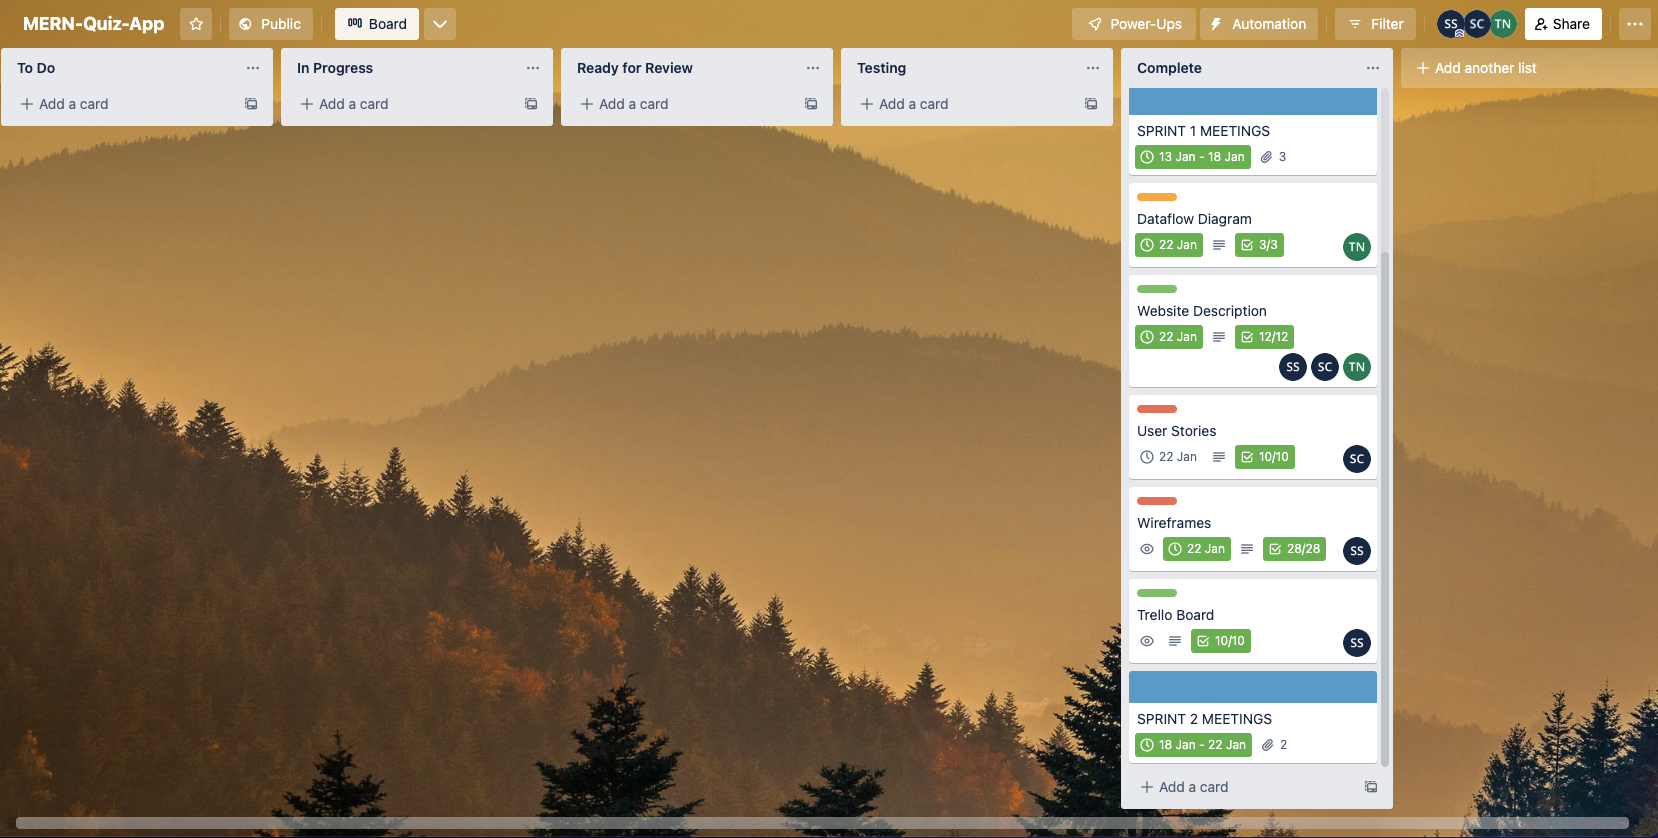 MERN-Quiz-App
Public
Board
Power-Ups
Automation
Filter
SS
SC
TN
Share
To Do
Add a card
In Progress
Add a card
Ready for Review
Add a card
Testing
Add a card
Complete
SPRINT 1 MEETINGS
13 Jan - 18 Jan
3
Dataflow Diagram
22 Jan
3/3
TN
Website Description
22 Jan
12/12
SS
SC
TN
User Stories
22 Jan
10/10
SC
Wireframes
22 Jan
28/28
SS
Trello Board
10/10
SS
SPRINT 2 MEETINGS
18 Jan - 22 Jan
2
Add a card
Add another list